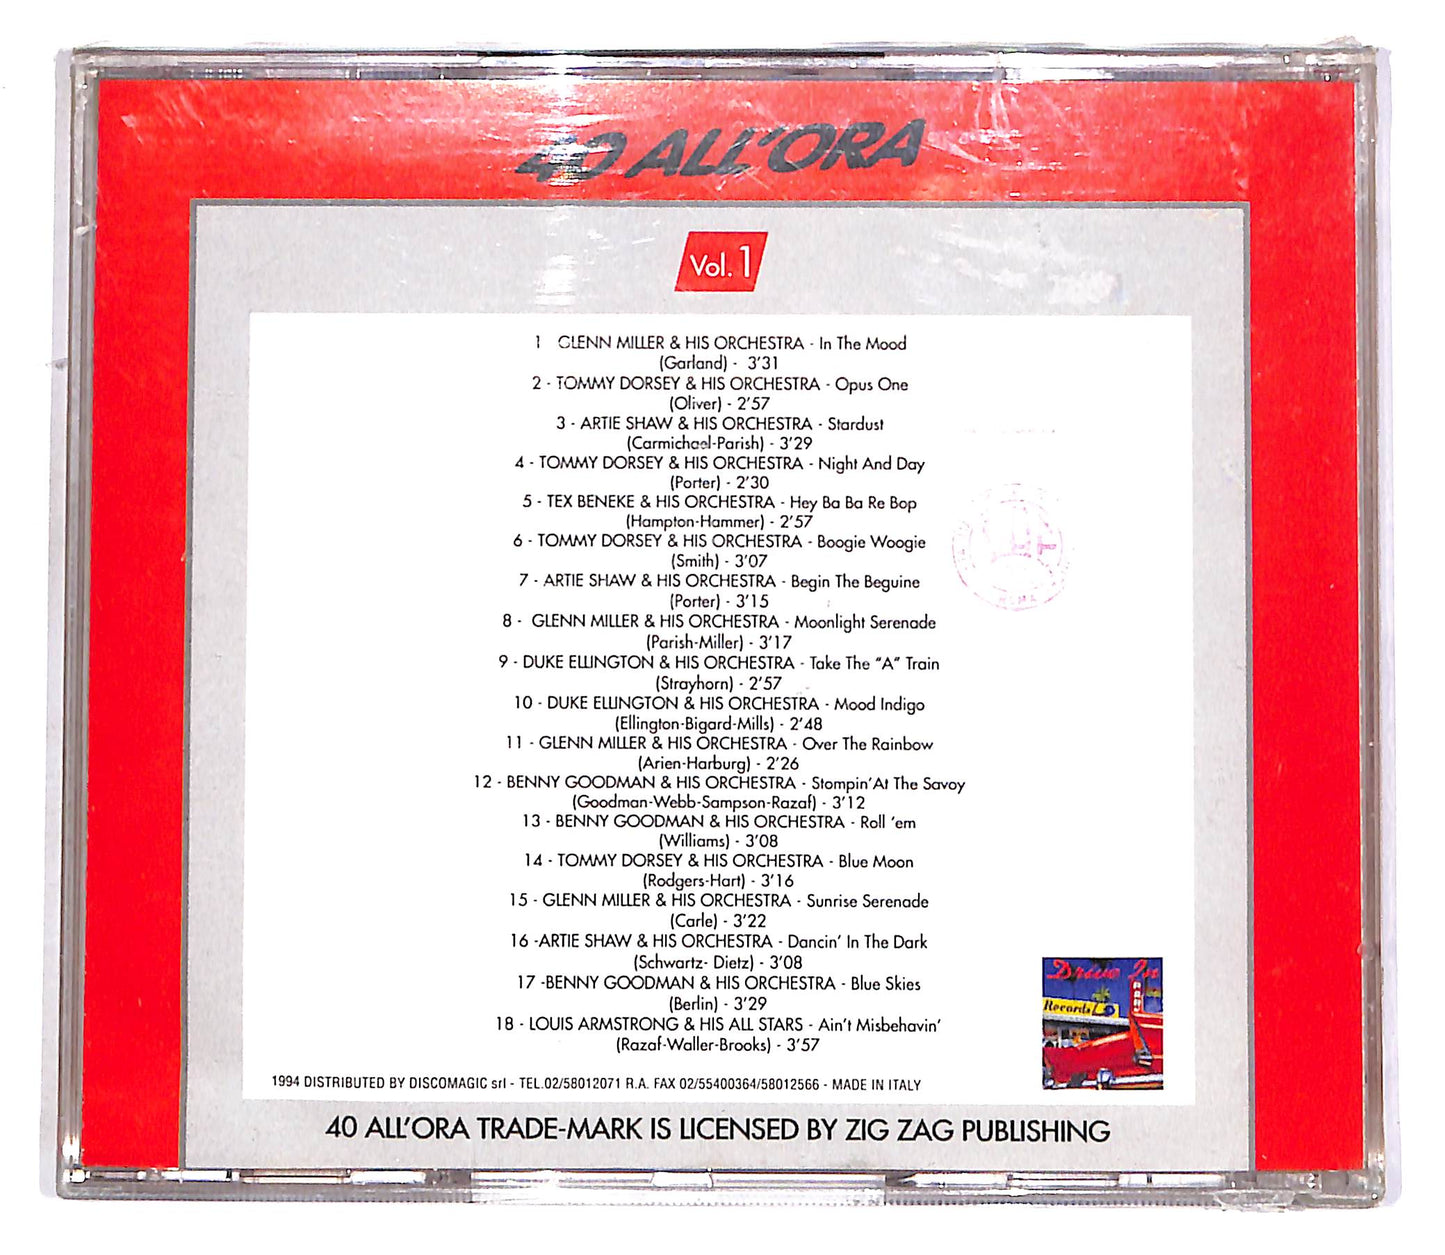 40 ALL'ORA
Vol. 1
1 GLENN MILLER & HIS ORCHESTRA - In The Mood
(Garland) - 3'31
2 - TOMMY DORSEY & HIS ORCHESTRA - Opus One
(Oliver) - 2'57
3 - ARTIE SHAW & HIS ORCHESTRA - Stardust
(Carmichael-Parish) - 3'29
4 - TOMMY DORSEY & HIS ORCHESTRA - Night And Day
(Porter) - 2'30
5 - TEX BENEKE & HIS ORCHESTRA - Hey Ba Ba Re Bop
(Hampton-Hammer) - 2'57
6 - TOMMY DORSEY & HIS ORCHESTRA - Boogie Woogie
(Smith) - 3'07
7 - ARTIE SHAW & HIS ORCHESTRA - Begin The Beguine
(Porter) - 3'15
8 - GLENN MILLER & HIS ORCHESTRA - Moonlight Serenade
(Parish-Miller) - 3'17
9 - DUKE ELLINGTON & HIS ORCHESTRA - Take The "A" Train
(Strayhorn) - 2'57
10 - DUKE ELLINGTON & HIS ORCHESTRA - Mood Indigo
(Ellington-Bigard-Mills) - 2'48
11 - GLENN MILLER & HIS ORCHESTRA - Over The Rainbow
(Arien-Harburg) - 2'26
12 - BENNY GOODMAN & HIS ORCHESTRA - Stompin'At The Savoy
(Goodman-Webb-Sampson-Razaf) - 3'12
13 - BENNY GOODMAN & HIS ORCHESTRA - Roll 'em
(Williams) - 3'08
14 - TOMMY DORSEY & HIS ORCHESTRA - Blue Moon
(Rodgers-Hart) - 3'16
15 - GLENN MILLER & HIS ORCHESTRA - Sunrise Serenade
(Carle) - 3'22
16 -ARTIE SHAW & HIS ORCHESTRA - Dancin' In The Dark
(Schwartz- Dietz) - 3'08
17 -BENNY GOODMAN & HIS ORCHESTRA - Blue Skies
(Berlin) - 3'29
18 - LOUIS ARMSTRONG & HIS ALL STARS - Ain't Misbehavin'
(Razaf-Waller-Brooks) - 3'57
ROMA
Drive In
Records
1994 DISTRIBUTED BY DISCOMAGIC srl - TEL.02/58012071 R.A. FAX 02/55400364/58012566 - MADE IN ITALY
40 ALL'ORA TRADE-MARK IS LICENSED BY ZIG ZAG PUBLISHING